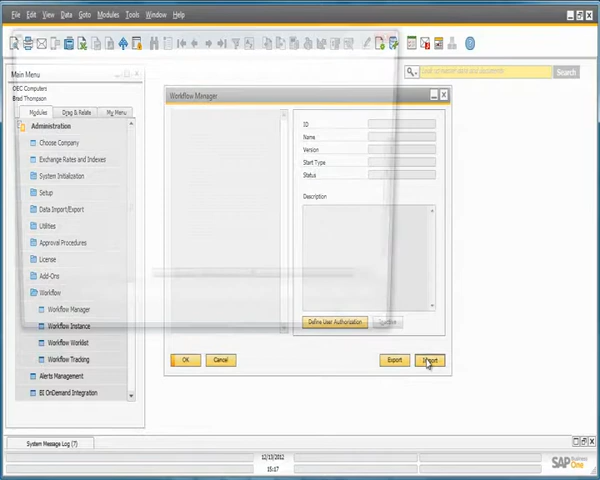 File Edit View Data Goto Modules Tools Window Help
Main Menu
OEC Computers
Brad Thompson
Modules Drag & Relate My Menu
Administration
Choose Company
Exchange Rates and Indexes
System Initialization
Setup
Data Import/Export
Utilities
Approval Procedures
License
Add-Ons
Workflow
Workflow Manager
Workflow Instance
Workflow Worklist
Workflow Tracking
Alerts Management
BI OnDemand Integration
Search
Workflow Manager
ID
Name
Version
Start Type
Status
Description
Define User Authorization
OK Cancel Export Import
System Message Log (7)
12/13/2012
15:17
SAP Business One